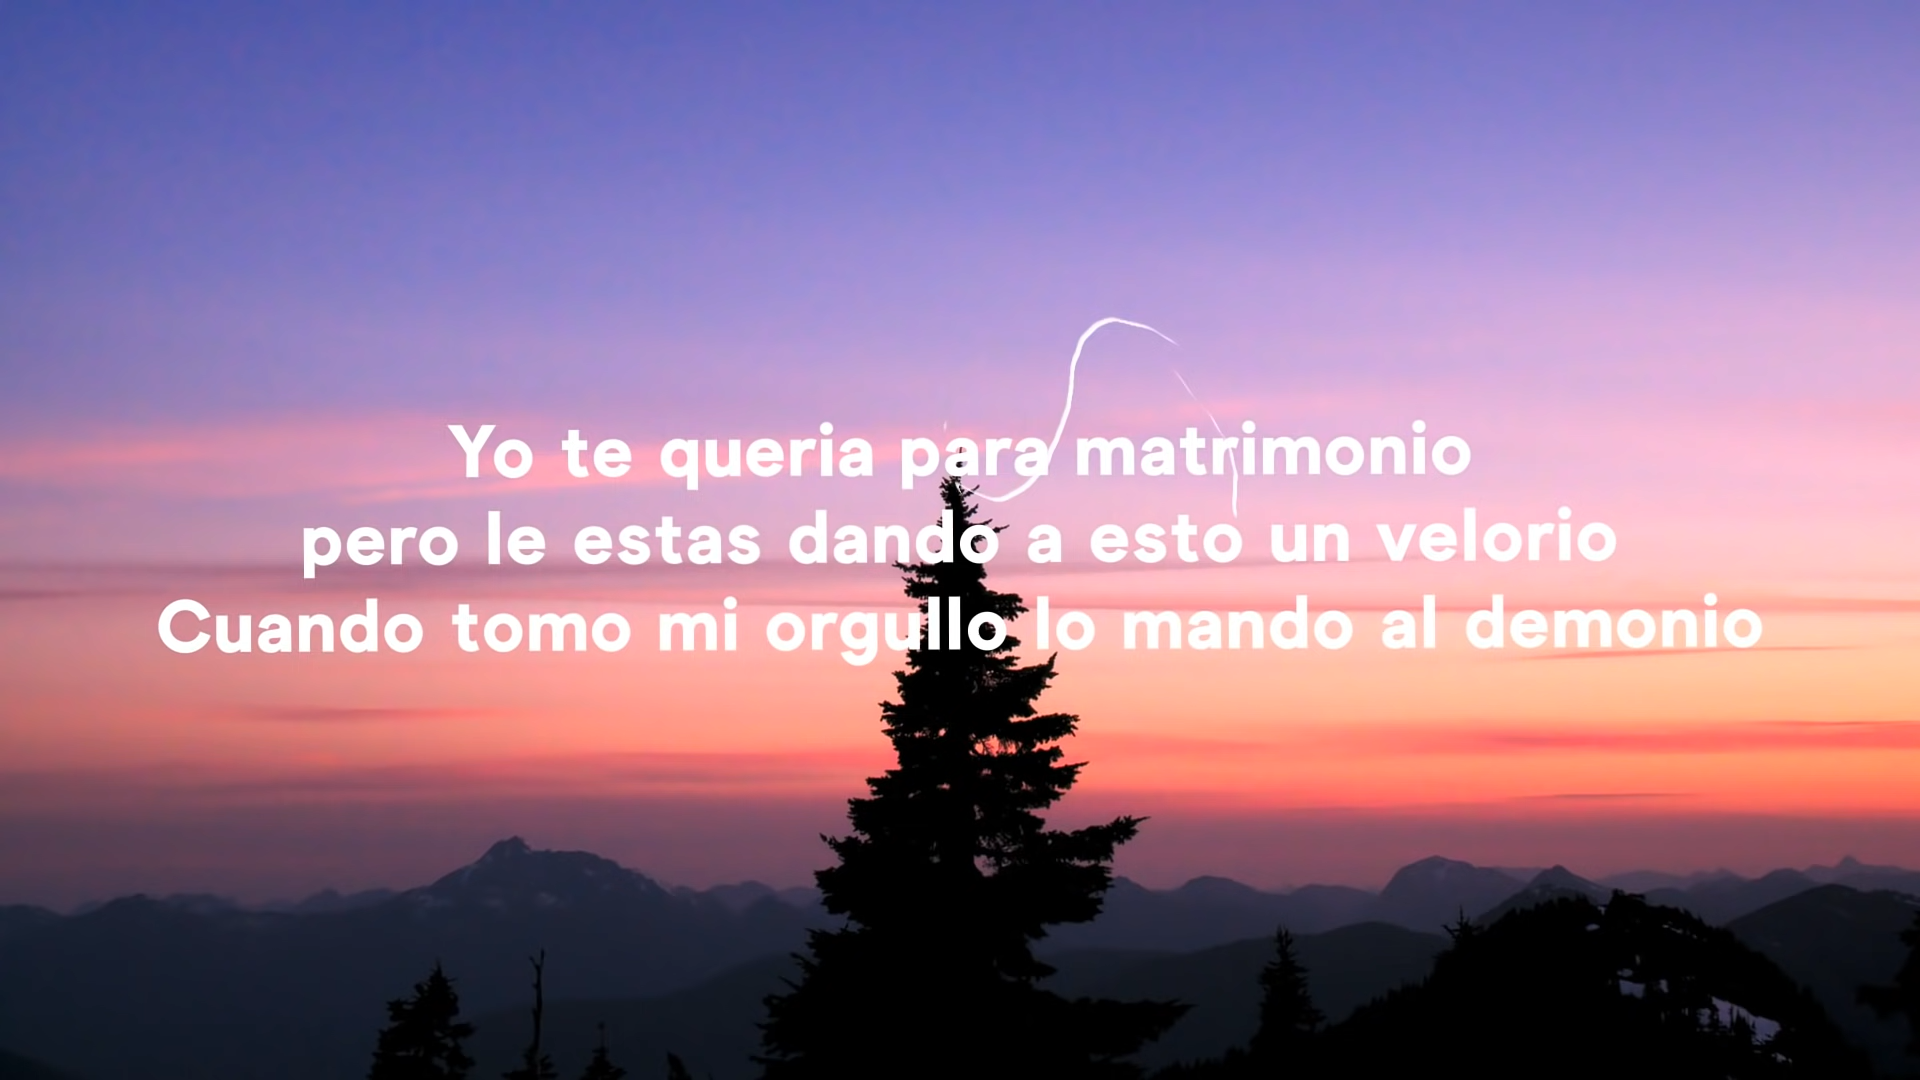 Yo te queria para matrimonio
pero le estas dando a esto un velorio
Cuando tomo mi orgullo lo mando al demonio